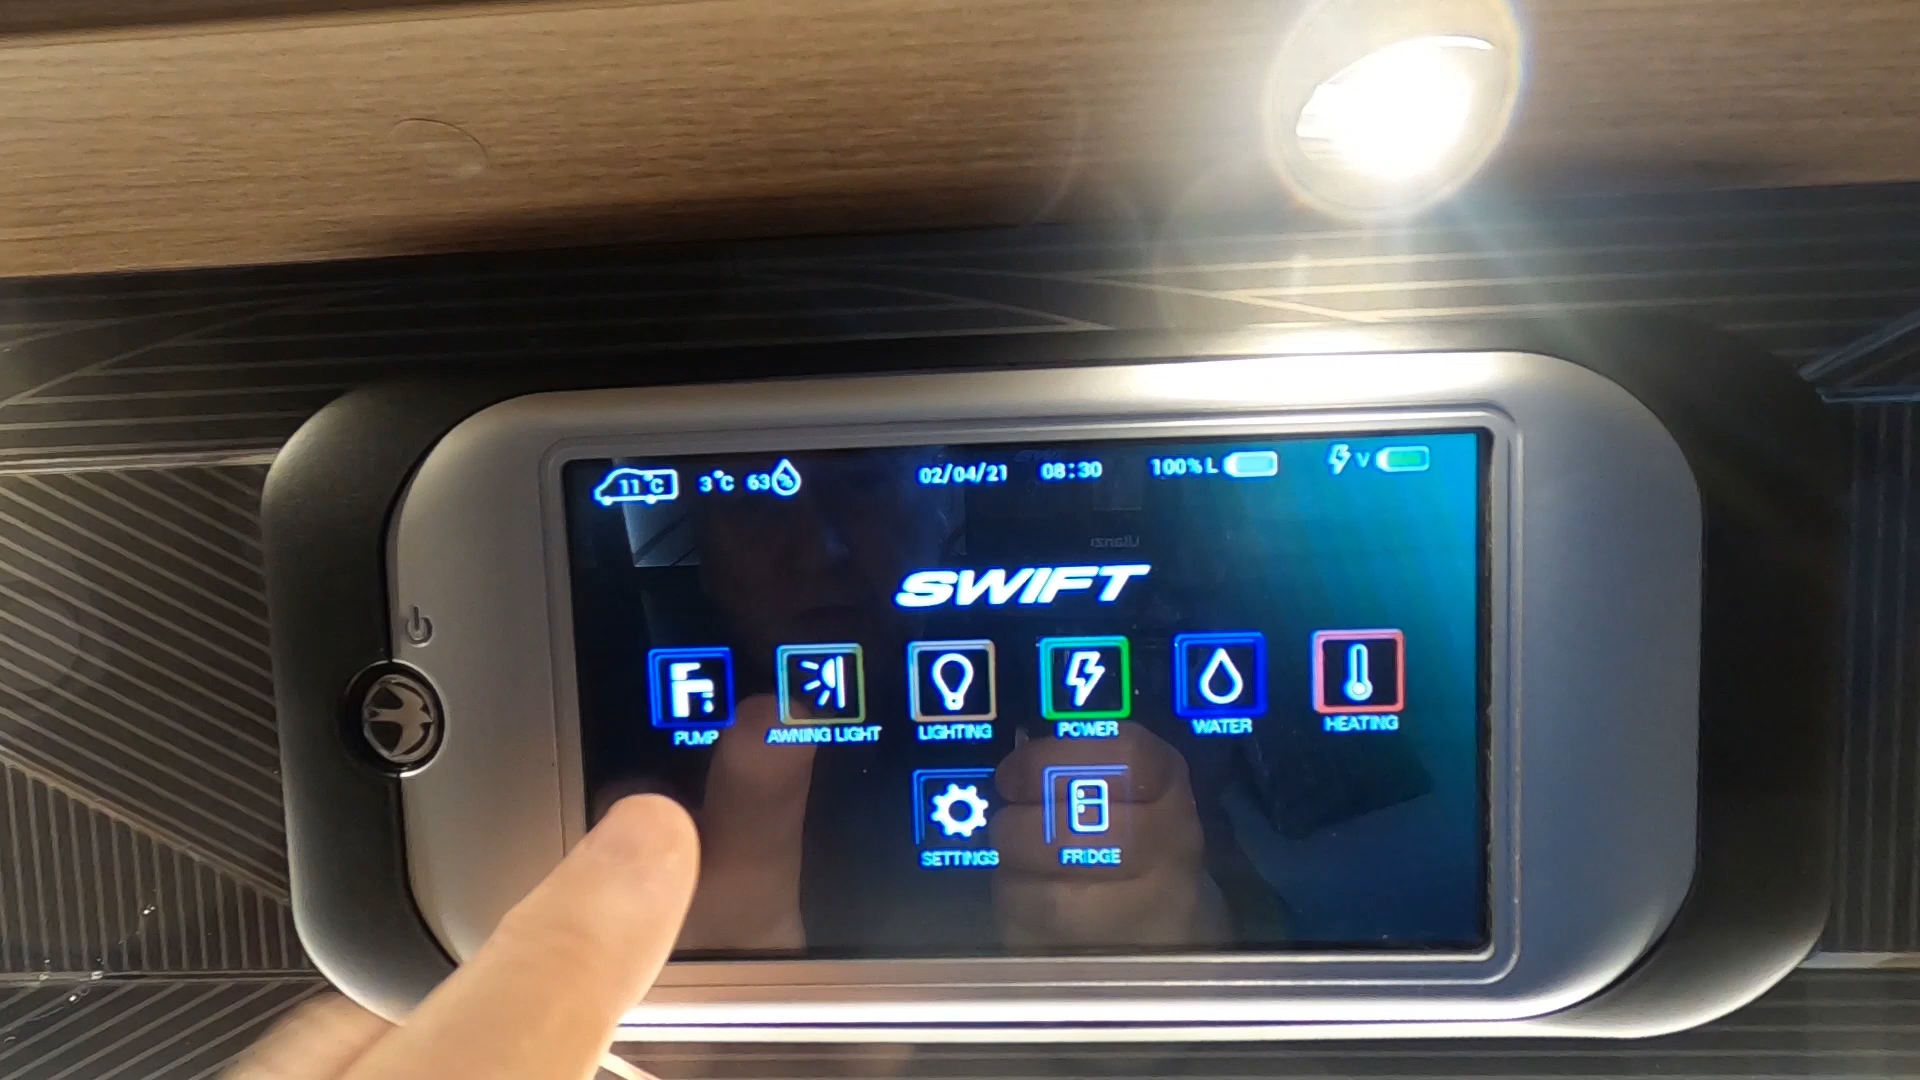 11°C 3°C 63% 02/04/21 08:30 100% L V
SWIFT
PUMP AWNING LIGHT LIGHTING POWER WATER HEATING
SETTINGS FRIDGE